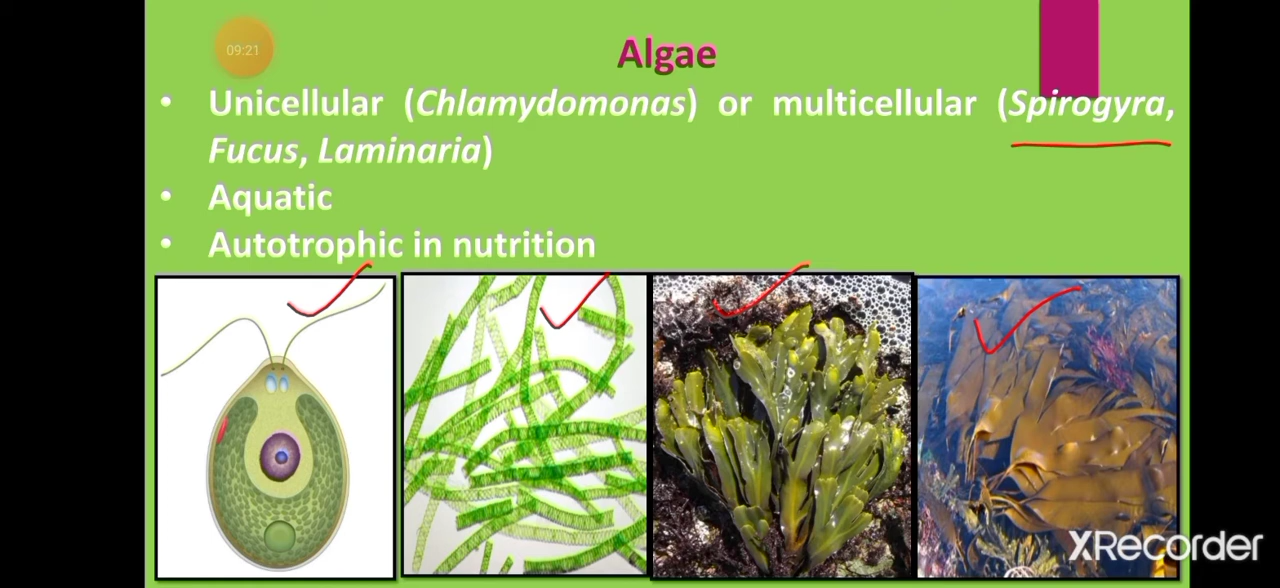 09:21
Algae
• Unicellular (Chlamydomonas) or multicellular (Spirogyra,
Fucus, Laminaria)
• Aquatic
• Autotrophic in nutrition
XRecorder